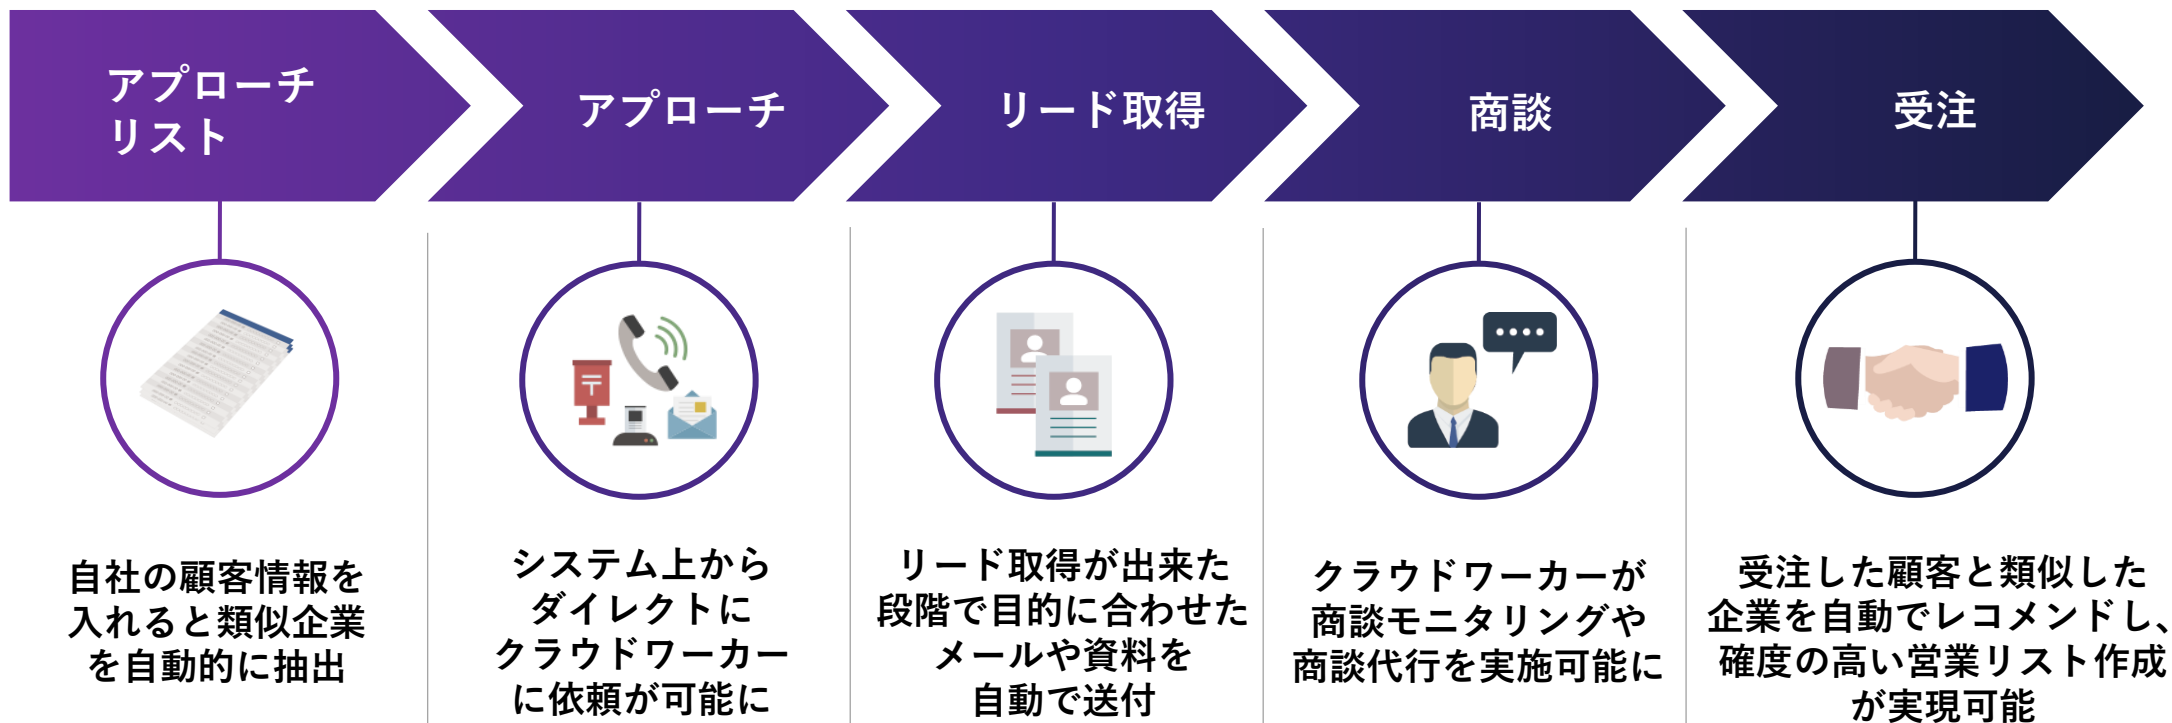 アプローチ
リスト
アプローチ
リード取得
商談
受注
自社の顧客情報を
入れると類似企業
を自動的に抽出
システム上から
ダイレクトに
クラウドワーカー
に依頼が可能に
リード取得が出来た
段階で目的に合わせた
メールや資料を
自動で送付
クラウドワーカーが
商談モニタリングや
商談代行を実施可能に
受注した顧客と類似した
企業を自動でレコメンドし、
確度の高い営業リスト作成
が実現可能